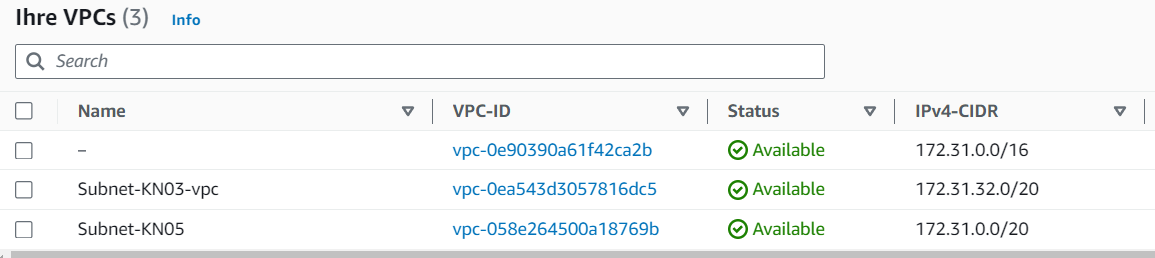 Ihre VPCs (3) Info
Search
Name VPC-ID Status IPv4-CIDR
– vpc-0e90390a61f42ca2b Available 172.31.0.0/16
Subnet-KN03-vpc vpc-0ea543d3057816dc5 Available 172.31.32.0/20
Subnet-KN05 vpc-058e264500a18769b Available 172.31.0.0/20